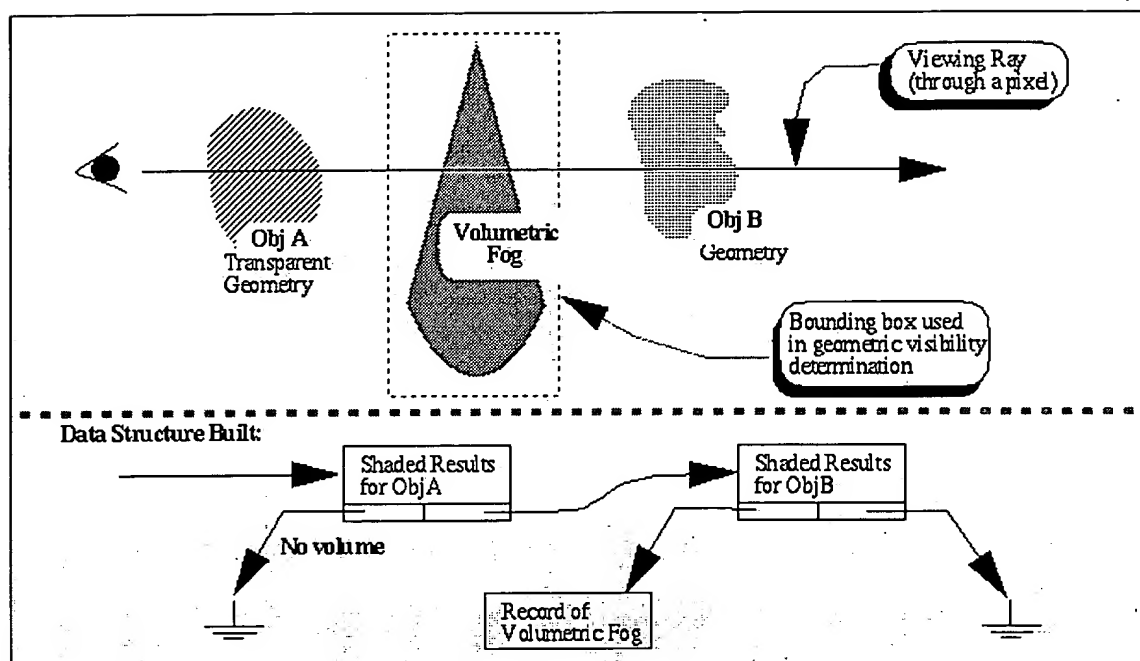 Viewing Ray
(through a pixel)
Obj A
Transparent
Geometry
Volumetric
Fog
Obj B
Geometry
Bounding box used
in geometric visibility
determination
Data Structure Built:
Shaded Results
for ObjA
Shaded Results
for ObjB
No volume
Record of
Volumetric Fog